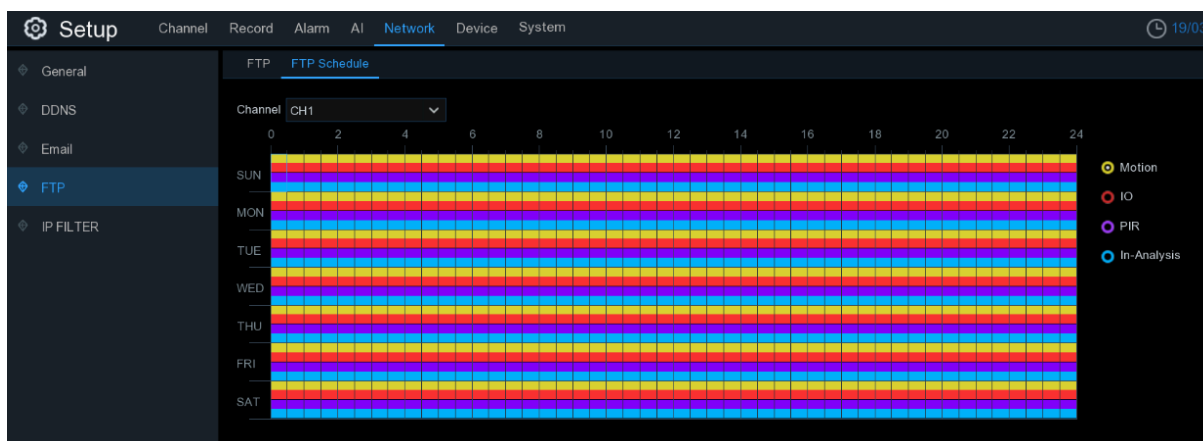 Setup Channel Record Alarm AI Network Device System 19/03
General
DDNS
Email
FTP
IP FILTER
FTP FTP Schedule
Channel CH1
0 2 4 6 8 10 12 14 16 18 20 22 24
SUN
MON
TUE
WED
THU
FRI
SAT
Motion
IO
PIR
In-Analysis